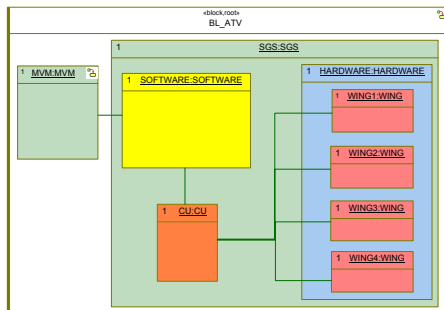 «block,root»
BL_ATV
1 SGS:SGS
1 MVM:MVM
1 SOFTWARE:SOFTWARE
1 HARDWARE:HARDWARE
1 WING1:WING
1 WING2:WING
1 CU:CU
1 WING3:WING
1 WING4:WING